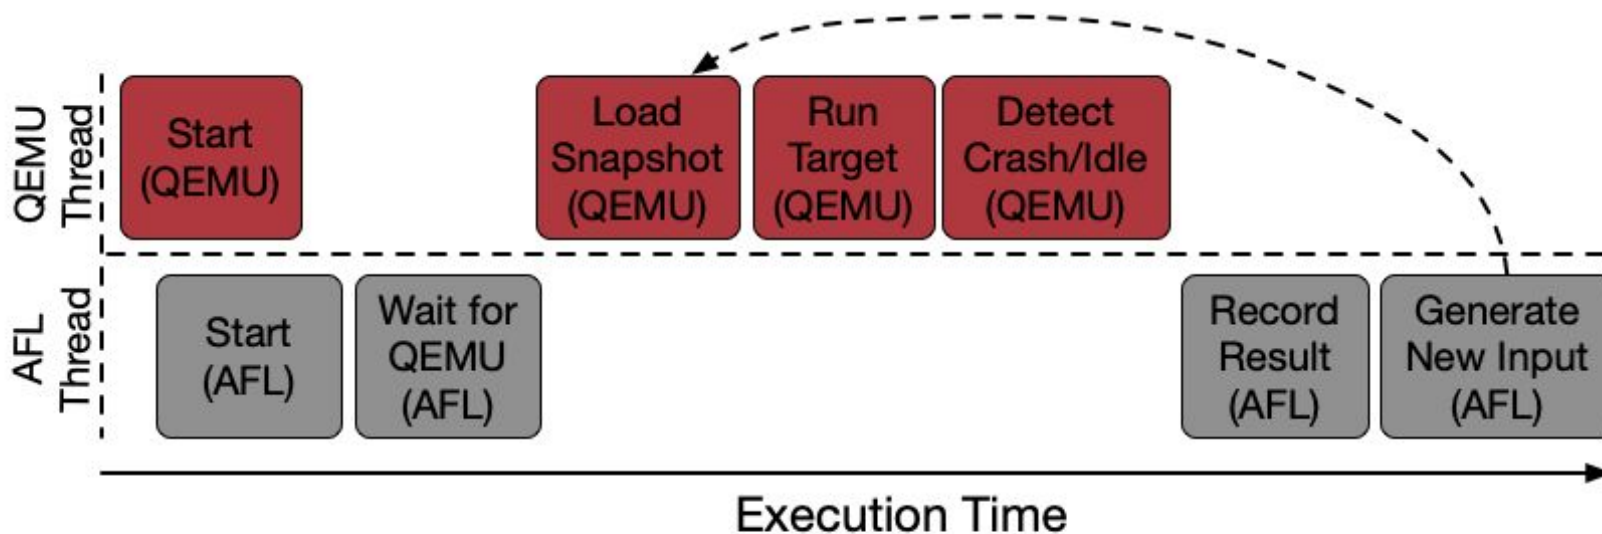 QEMU
Thread
Start
(QEMU)
Load
Snapshot
(QEMU)
Run
Target
(QEMU)
Detect
Crash/Idle
(QEMU)
AFL
Thread
Start
(AFL)
Wait for
QEMU
(AFL)
Record
Result
(AFL)
Generate
New Input
(AFL)
Execution Time